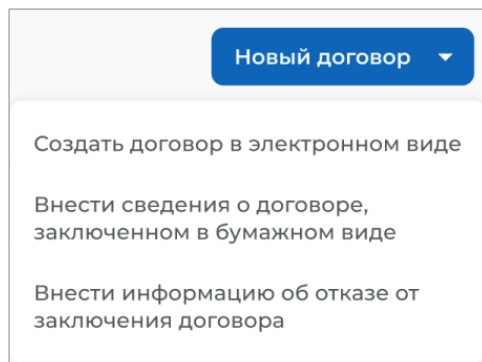 Новый договор
Создать договор в электронном виде
Внести сведения о договоре,
заключенном в бумажном виде
Внести информацию об отказе от
заключения договора